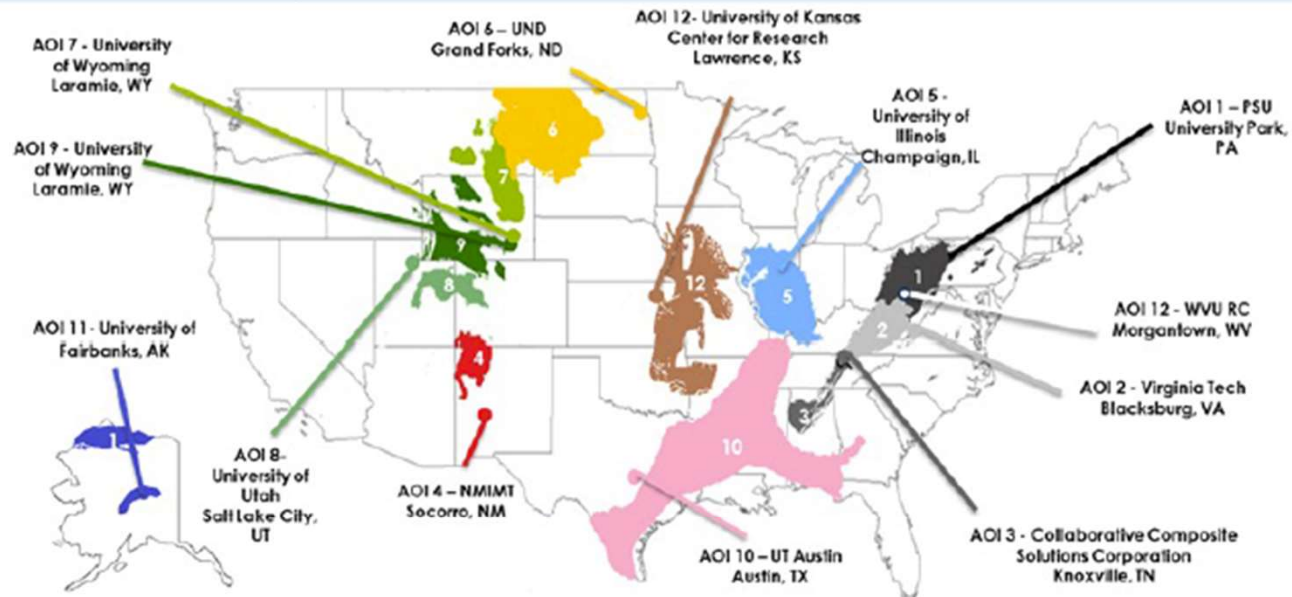 AOI 7 - University
of Wyoming
Laramie, WY
AOI 6 – UND
Grand Forks, ND
AOI 12- University of Kansas
Center for Research
Lawrence, KS
AOI 5 -
University of
Illinois
Champaign, IL
AOI 1 – PSU
University Park,
PA
AOI 9 - University
of Wyoming
Laramie. WY
6
7
9
8
12
5
1
2
4
3
10
1
AOI 12 - WVU RC
Morgantown, WV
AOI 11 - University of
Fairbanks, AK
AOI 2 - Virginia Tech
Blacksburg, VA
AOI 8-
University of
Utah
Salt Lake City,
UT
AOI 4 – NMIMT
Socorro, NM
AOI 10 – UT Austin
Austin, TX
AOI 3 - Collaborative Composite
Solutions Corporation
Knoxville, TN